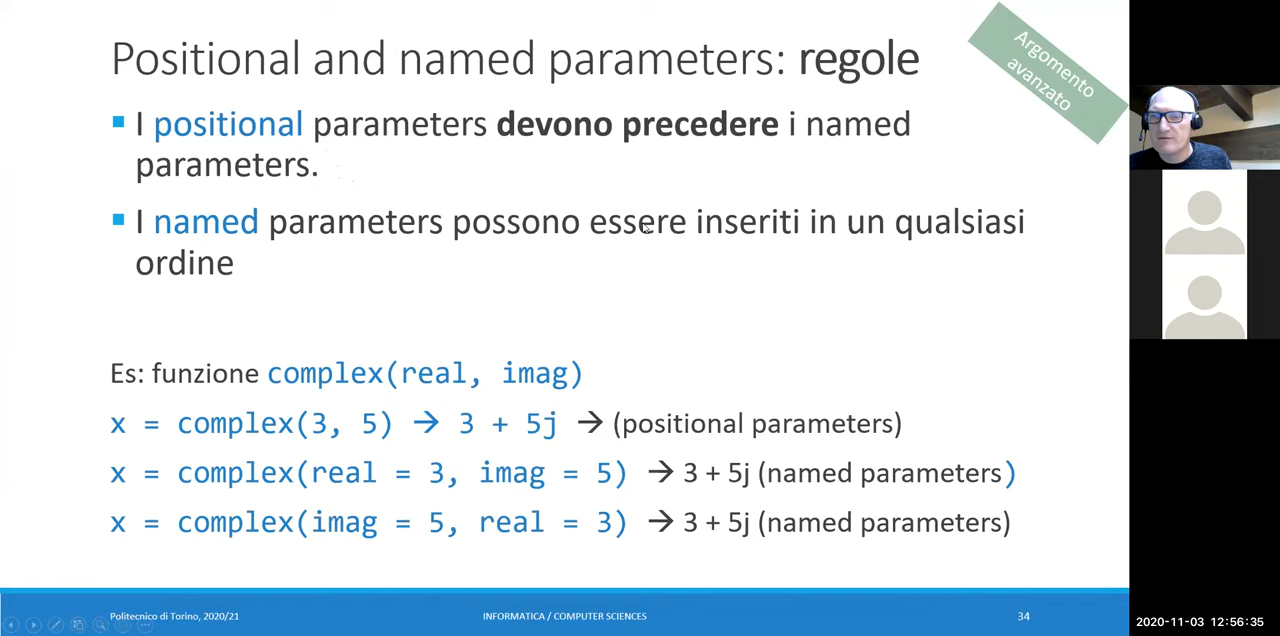 Positional and named parameters: regole
Argomento
avanzato
▪ I positional parameters devono precedere i named
parameters.
▪ I named parameters possono essere inseriti in un qualsiasi
ordine
Es: funzione complex(real, imag)
x = complex(3, 5) → 3 + 5j → (positional parameters)
x = complex(real = 3, imag = 5) → 3 + 5j (named parameters)
x = complex(imag = 5, real = 3) → 3 + 5j (named parameters)
Politecnico di Torino, 2020/21
INFORMATICA / COMPUTER SCIENCES
34
2020-11-03 12:56:35